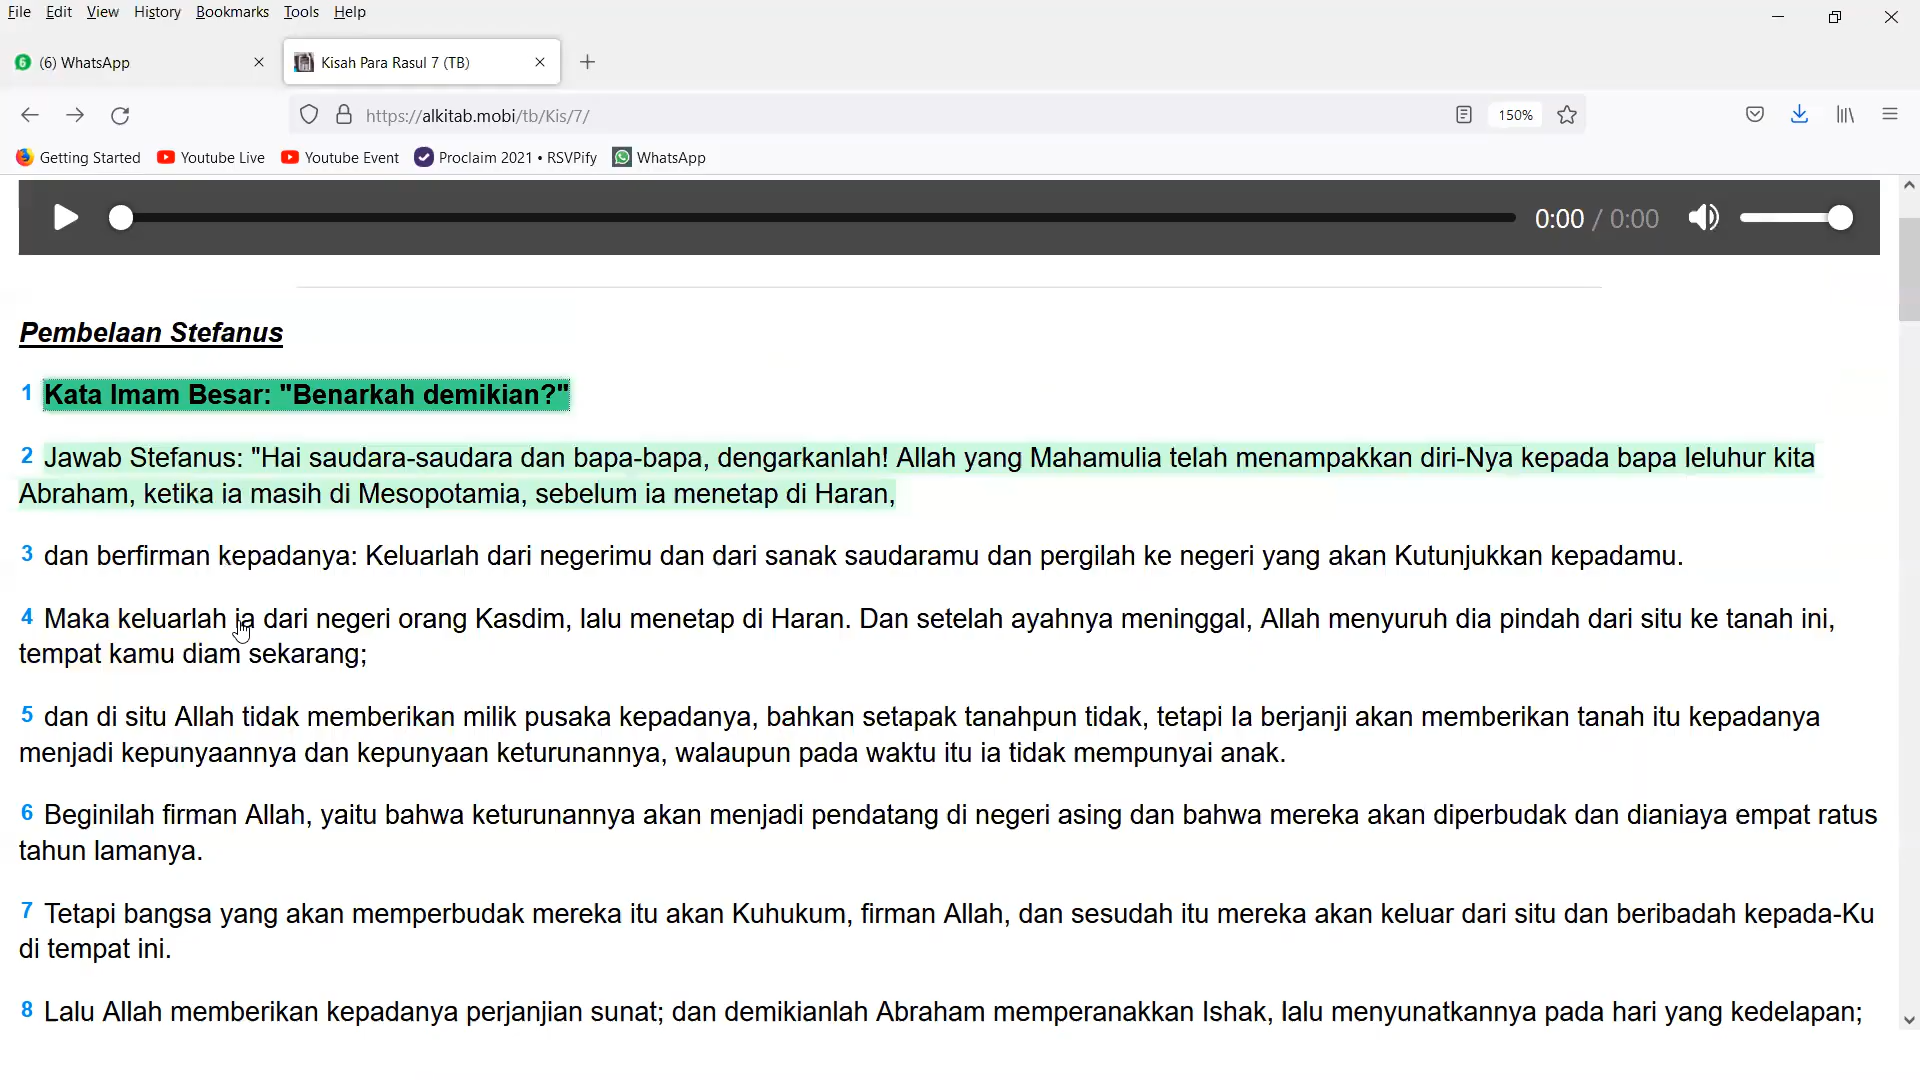 File Edit View History Bookmarks Tools Help
6 (6) WhatsApp
Kisah Para Rasul 7 (TB)
https://alkitab.mobi/tb/Kis/7/
150%
Getting Started Youtube Live Youtube Event Proclaim 2021 • RSVPify WhatsApp
0:00 / 0:00
Pembelaan Stefanus
1 Kata Imam Besar: "Benarkah demikian?"
2 Jawab Stefanus: "Hai saudara-saudara dan bapa-bapa, dengarkanlah! Allah yang Mahamulia telah menampakkan diri-Nya kepada bapa leluhur kita
Abraham, ketika ia masih di Mesopotamia, sebelum ia menetap di Haran,
3 dan berfirman kepadanya: Keluarlah dari negerimu dan dari sanak saudaramu dan pergilah ke negeri yang akan Kutunjukkan kepadamu.
4 Maka keluarlah ia dari negeri orang Kasdim, lalu menetap di Haran. Dan setelah ayahnya meninggal, Allah menyuruh dia pindah dari situ ke tanah ini,
tempat kamu diam sekarang;
5 dan di situ Allah tidak memberikan milik pusaka kepadanya, bahkan setapak tanahpun tidak, tetapi Ia berjanji akan memberikan tanah itu kepadanya
menjadi kepunyaannya dan kepunyaan keturunannya, walaupun pada waktu itu ia tidak mempunyai anak.
6 Beginilah firman Allah, yaitu bahwa keturunannya akan menjadi pendatang di negeri asing dan bahwa mereka akan diperbudak dan dianiaya empat ratus
tahun lamanya.
7 Tetapi bangsa yang akan memperbudak mereka itu akan Kuhukum, firman Allah, dan sesudah itu mereka akan keluar dari situ dan beribadah kepada-Ku
di tempat ini.
8 Lalu Allah memberikan kepadanya perjanjian sunat; dan demikianlah Abraham memperanakkan Ishak, lalu menyunatkannya pada hari yang kedelapan;